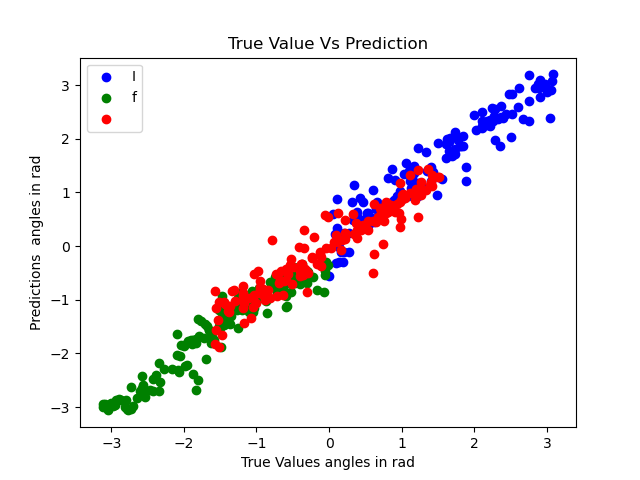 True Value Vs Prediction
l
f
3
2
1
0
−1
−2
−3
Predictions  angles in rad
−3 −2 −1 0 1 2 3
True Values angles in rad